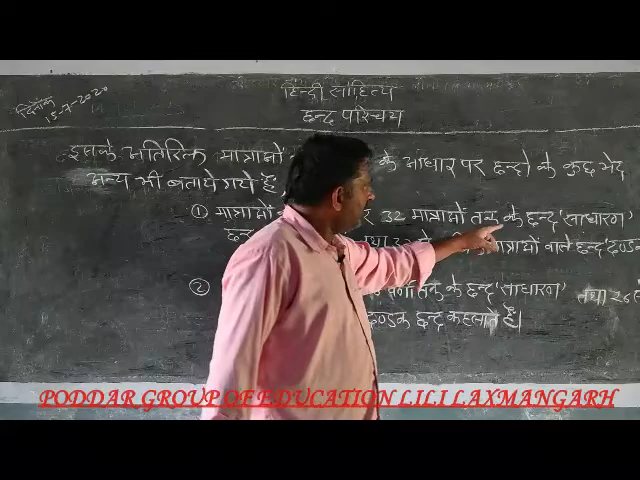 दिनाँक
15-7-2020
हिन्दी साहित्य
छन्द परिचय
इसके अतिरिक्त मात्राओं के आधार पर छन्दों के कुछ भेद
अन्य भी बताये गये हैं
① मात्राओं र 32 मात्राओं तक के छन्द 'साधारण'
छन्द तथा 32 मात्राओं वाले छन्द 'दण्डक
② वर्णों तक के छन्द 'साधारण' तथा 26
दण्डक छन्द कहलाते हैं।
PODDAR GROUP OF EDUCATION LILI LAXMANGARH